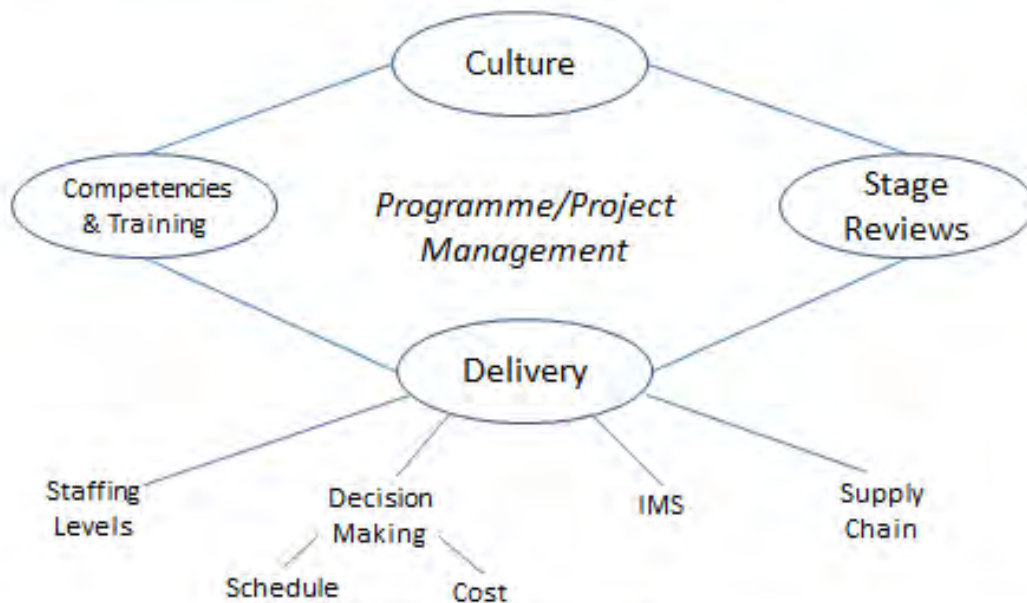 Culture
Competencies
& Training
Programme/Project
Management
Stage
Reviews
Delivery
Staffing
Levels
Decision
Making
IMS
Supply
Chain
Schedule
Cost